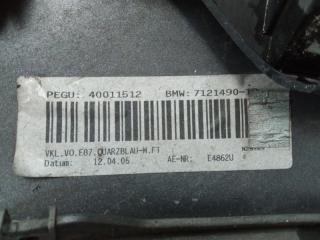 PEGU: 40011512 BMW: 7121490-
VKL.VO.E87.QUARZBLAU-M.FT
Datum: 12.04.05 AE-NR: E4862U